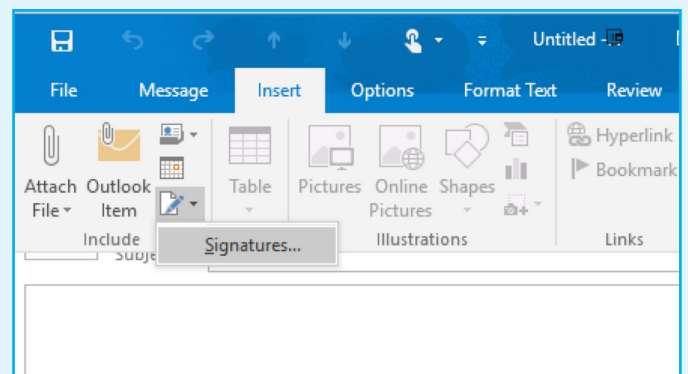 Untitled -
File Message Insert Options Format Text Review
Attach File Outlook Item Table Pictures Online Pictures Shapes Hyperlink
Bookmark
Include Illustrations Links
Signatures...